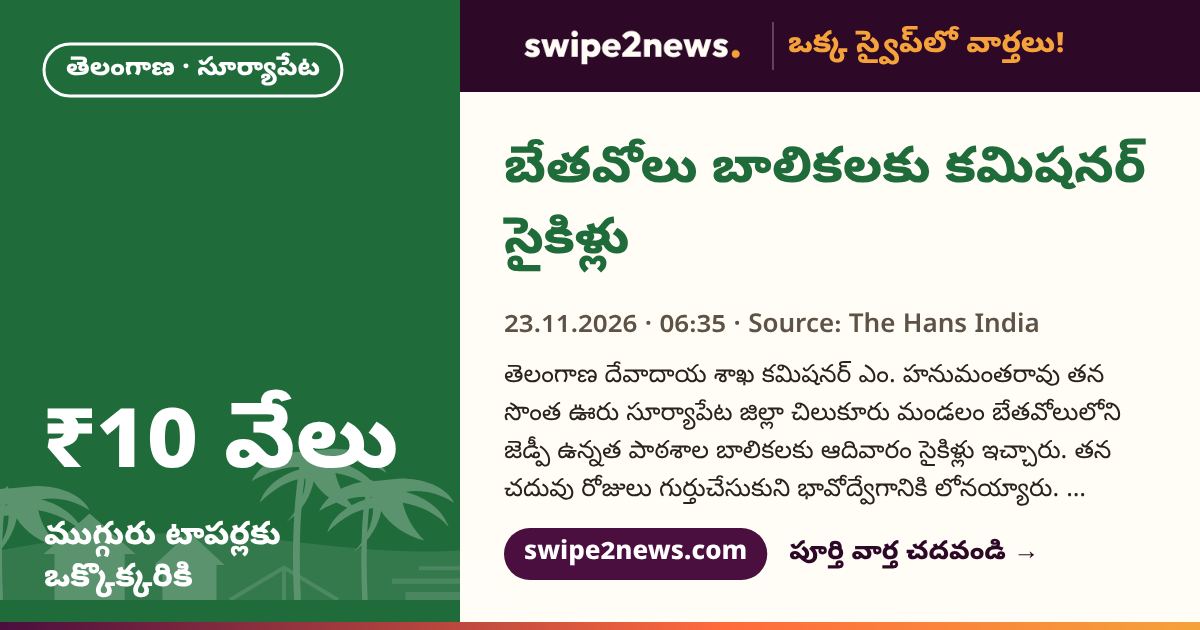 తెలంగాణ · సూర్యాపేట
₹10 వేలు
ముగ్గురు టాపర్లకు
ఒక్కొక్కరికి
swipe2news.
ఒక్క స్వైప్‌లో వార్తలు!
బేతవోలు బాలికలకు కమిషనర్
సైకిళ్లు
23.11.2026 · 06:35 · Source: The Hans India
తెలంగాణ దేవాదాయ శాఖ కమిషనర్ ఎం. హనుమంతరావు తన
సొంత ఊరు సూర్యాపేట జిల్లా చిలుకూరు మండలం బేతవోలులోని
జెడ్పీ ఉన్నత పాఠశాల బాలికలకు ఆదివారం సైకిళ్లు ఇచ్చారు. తన
చదువు రోజులు గుర్తుచేసుకుని భావోద్వేగానికి లోనయ్యారు. ...
swipe2news.com
పూర్తి వార్త చదవండి →